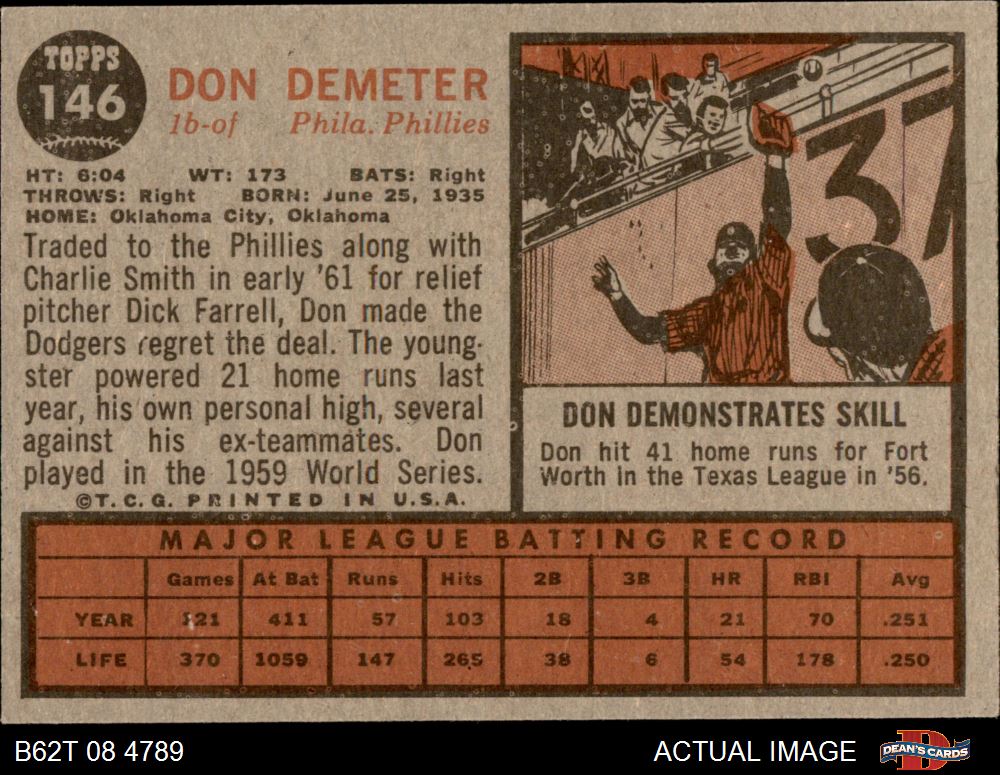 TOPPS
146
DON DEMETER
1b-of Phila. Phillies
HT: 6:04 WT: 173 BATS: Right
THROWS: Right BORN: June 25, 1935
HOME: Oklahoma City, Oklahoma
Traded to the Phillies along with
Charlie Smith in early '61 for relief
pitcher Dick Farrell, Don made the
Dodgers regret the deal. The young-
ster powered 21 home runs last
year, his own personal high, several
against his ex-teammates. Don
played in the 1959 World Series.
©T.C.G. PRINTED IN U.S.A.
37
DON DEMONSTRATES SKILL
Don hit 41 home runs for Fort
Worth in the Texas League in '56.
MAJOR LEAGUE BATTING RECORD
Games At Bat Runs Hits 2B 3B HR RBI Avg
YEAR 121 411 57 103 18 4 21 70 .251
LIFE 370 1059 147 265 38 6 54 178 .250
B62T 08 4789
ACTUAL IMAGE
D
DEAN'S CARDS